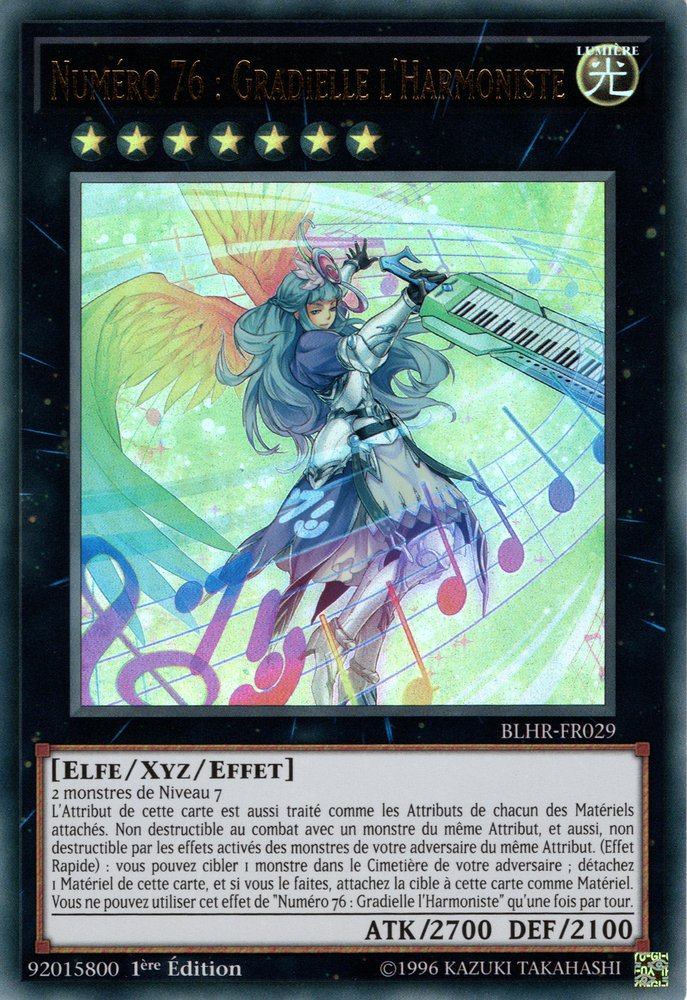 Numéro 76 : Gradielle l'Harmoniste
LUMIÈRE
光
BLHR-FR029
[Elfe/Xyz/Effet]
2 monstres de Niveau 7
L'Attribut de cette carte est aussi traité comme les Attributs de chacun des Matériels
attachés. Non destructible au combat avec un monstre du même Attribut, et aussi, non
destructible par les effets activés des monstres de votre adversaire du même Attribut. (Effet
Rapide) : vous pouvez cibler 1 monstre dans le Cimetière de votre adversaire ; détachez
1 Matériel de cette carte, et si vous le faites, attachez la cible à cette carte comme Matériel.
Vous ne pouvez utiliser cet effet de "Numéro 76 : Gradielle l'Harmoniste" qu'une fois par tour.
ATK/2700 DEF/2100
92015800 1ère Édition
©1996 KAZUKI TAKAHASHI